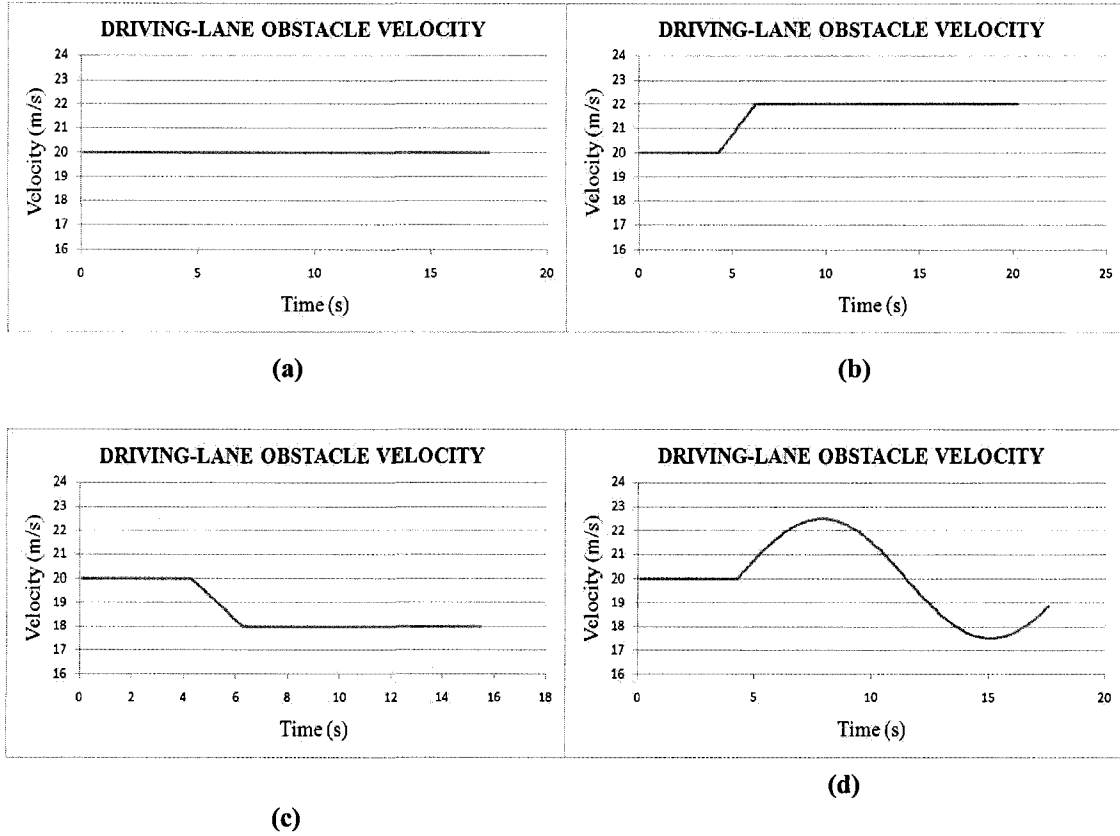 DRIVING-LANE OBSTACLE VELOCITY
24
23
22
21
20
19
18
17
16
Velocity (m/s)
0 5 10 15 20
Time (s)
(a)
DRIVING-LANE OBSTACLE VELOCITY
24
23
22
21
20
19
18
17
16
Velocity (m/s)
0 5 10 15 20 25
Time (s)
(b)
DRIVING-LANE OBSTACLE VELOCITY
24
23
22
21
20
19
18
17
16
Velocity (m/s)
0 2 4 6 8 10 12 14 16 18
Time (s)
(c)
DRIVING-LANE OBSTACLE VELOCITY
24
23
22
21
20
19
18
17
16
Velocity (m/s)
0 5 10 15 20
Time (s)
(d)